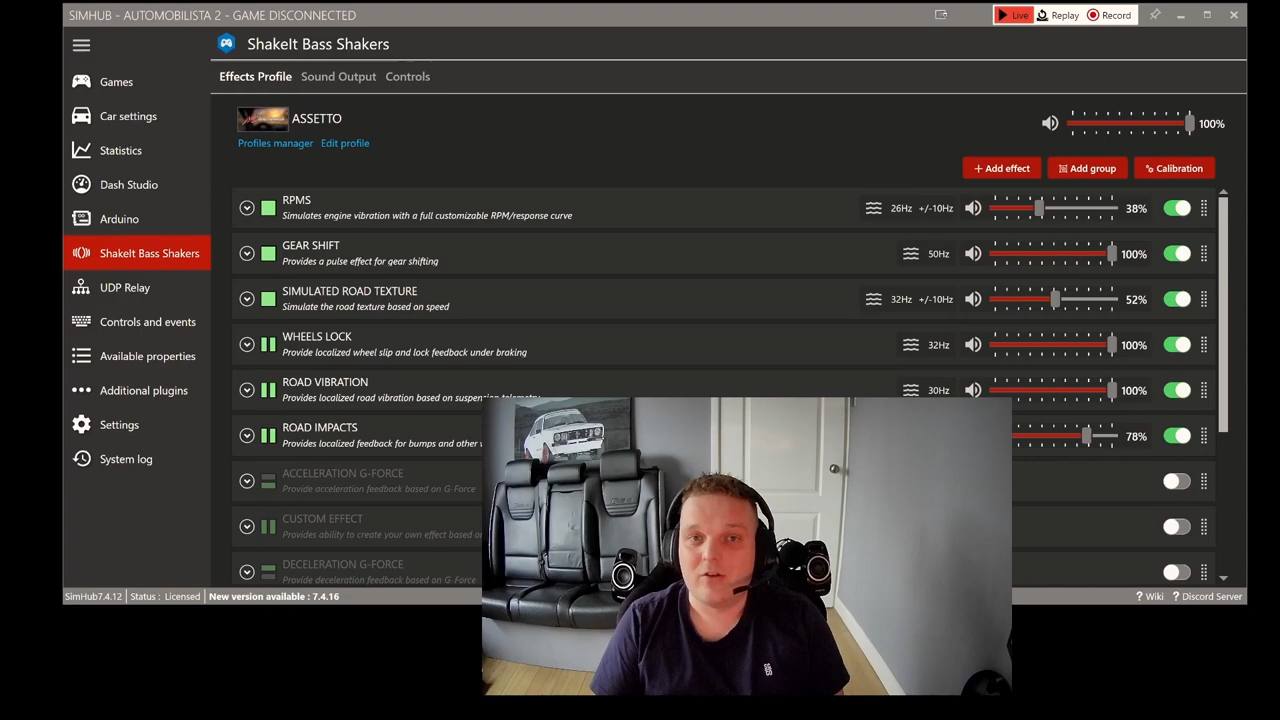 SIMHUB - AUTOMOBILISTA 2 - GAME DISCONNECTED
Live Replay Record
ShakeIt Bass Shakers
Effects Profile Sound Output Controls
Games
Car settings
Statistics
Dash Studio
Arduino
ShakeIt Bass Shakers
UDP Relay
Controls and events
Available properties
Additional plugins
Settings
System log
ASSETTO
Profiles manager Edit profile
100%
+ Add effect Add group Calibration
RPMS
Simulates engine vibration with a full customizable RPM/response curve
26Hz +/-10Hz 38%
GEAR SHIFT
Provides a pulse effect for gear shifting
50Hz 100%
SIMULATED ROAD TEXTURE
Simulate the road texture based on speed
32Hz +/-10Hz 52%
WHEELS LOCK
Provide localized wheel slip and lock feedback under braking
32Hz 100%
ROAD VIBRATION
Provides localized road vibration based on suspension telemetry
30Hz 100%
ROAD IMPACTS
Provides localized feedback for bumps and other
78%
ACCELERATION G-FORCE
Provide acceleration feedback based on G-Force
CUSTOM EFFECT
Provides ability to create your own effect based
DECELERATION G-FORCE
Provide deceleration feedback based on G-Force
SimHub7.4.12 Status : Licensed New version available : 7.4.16
? Wiki ? Discord Server